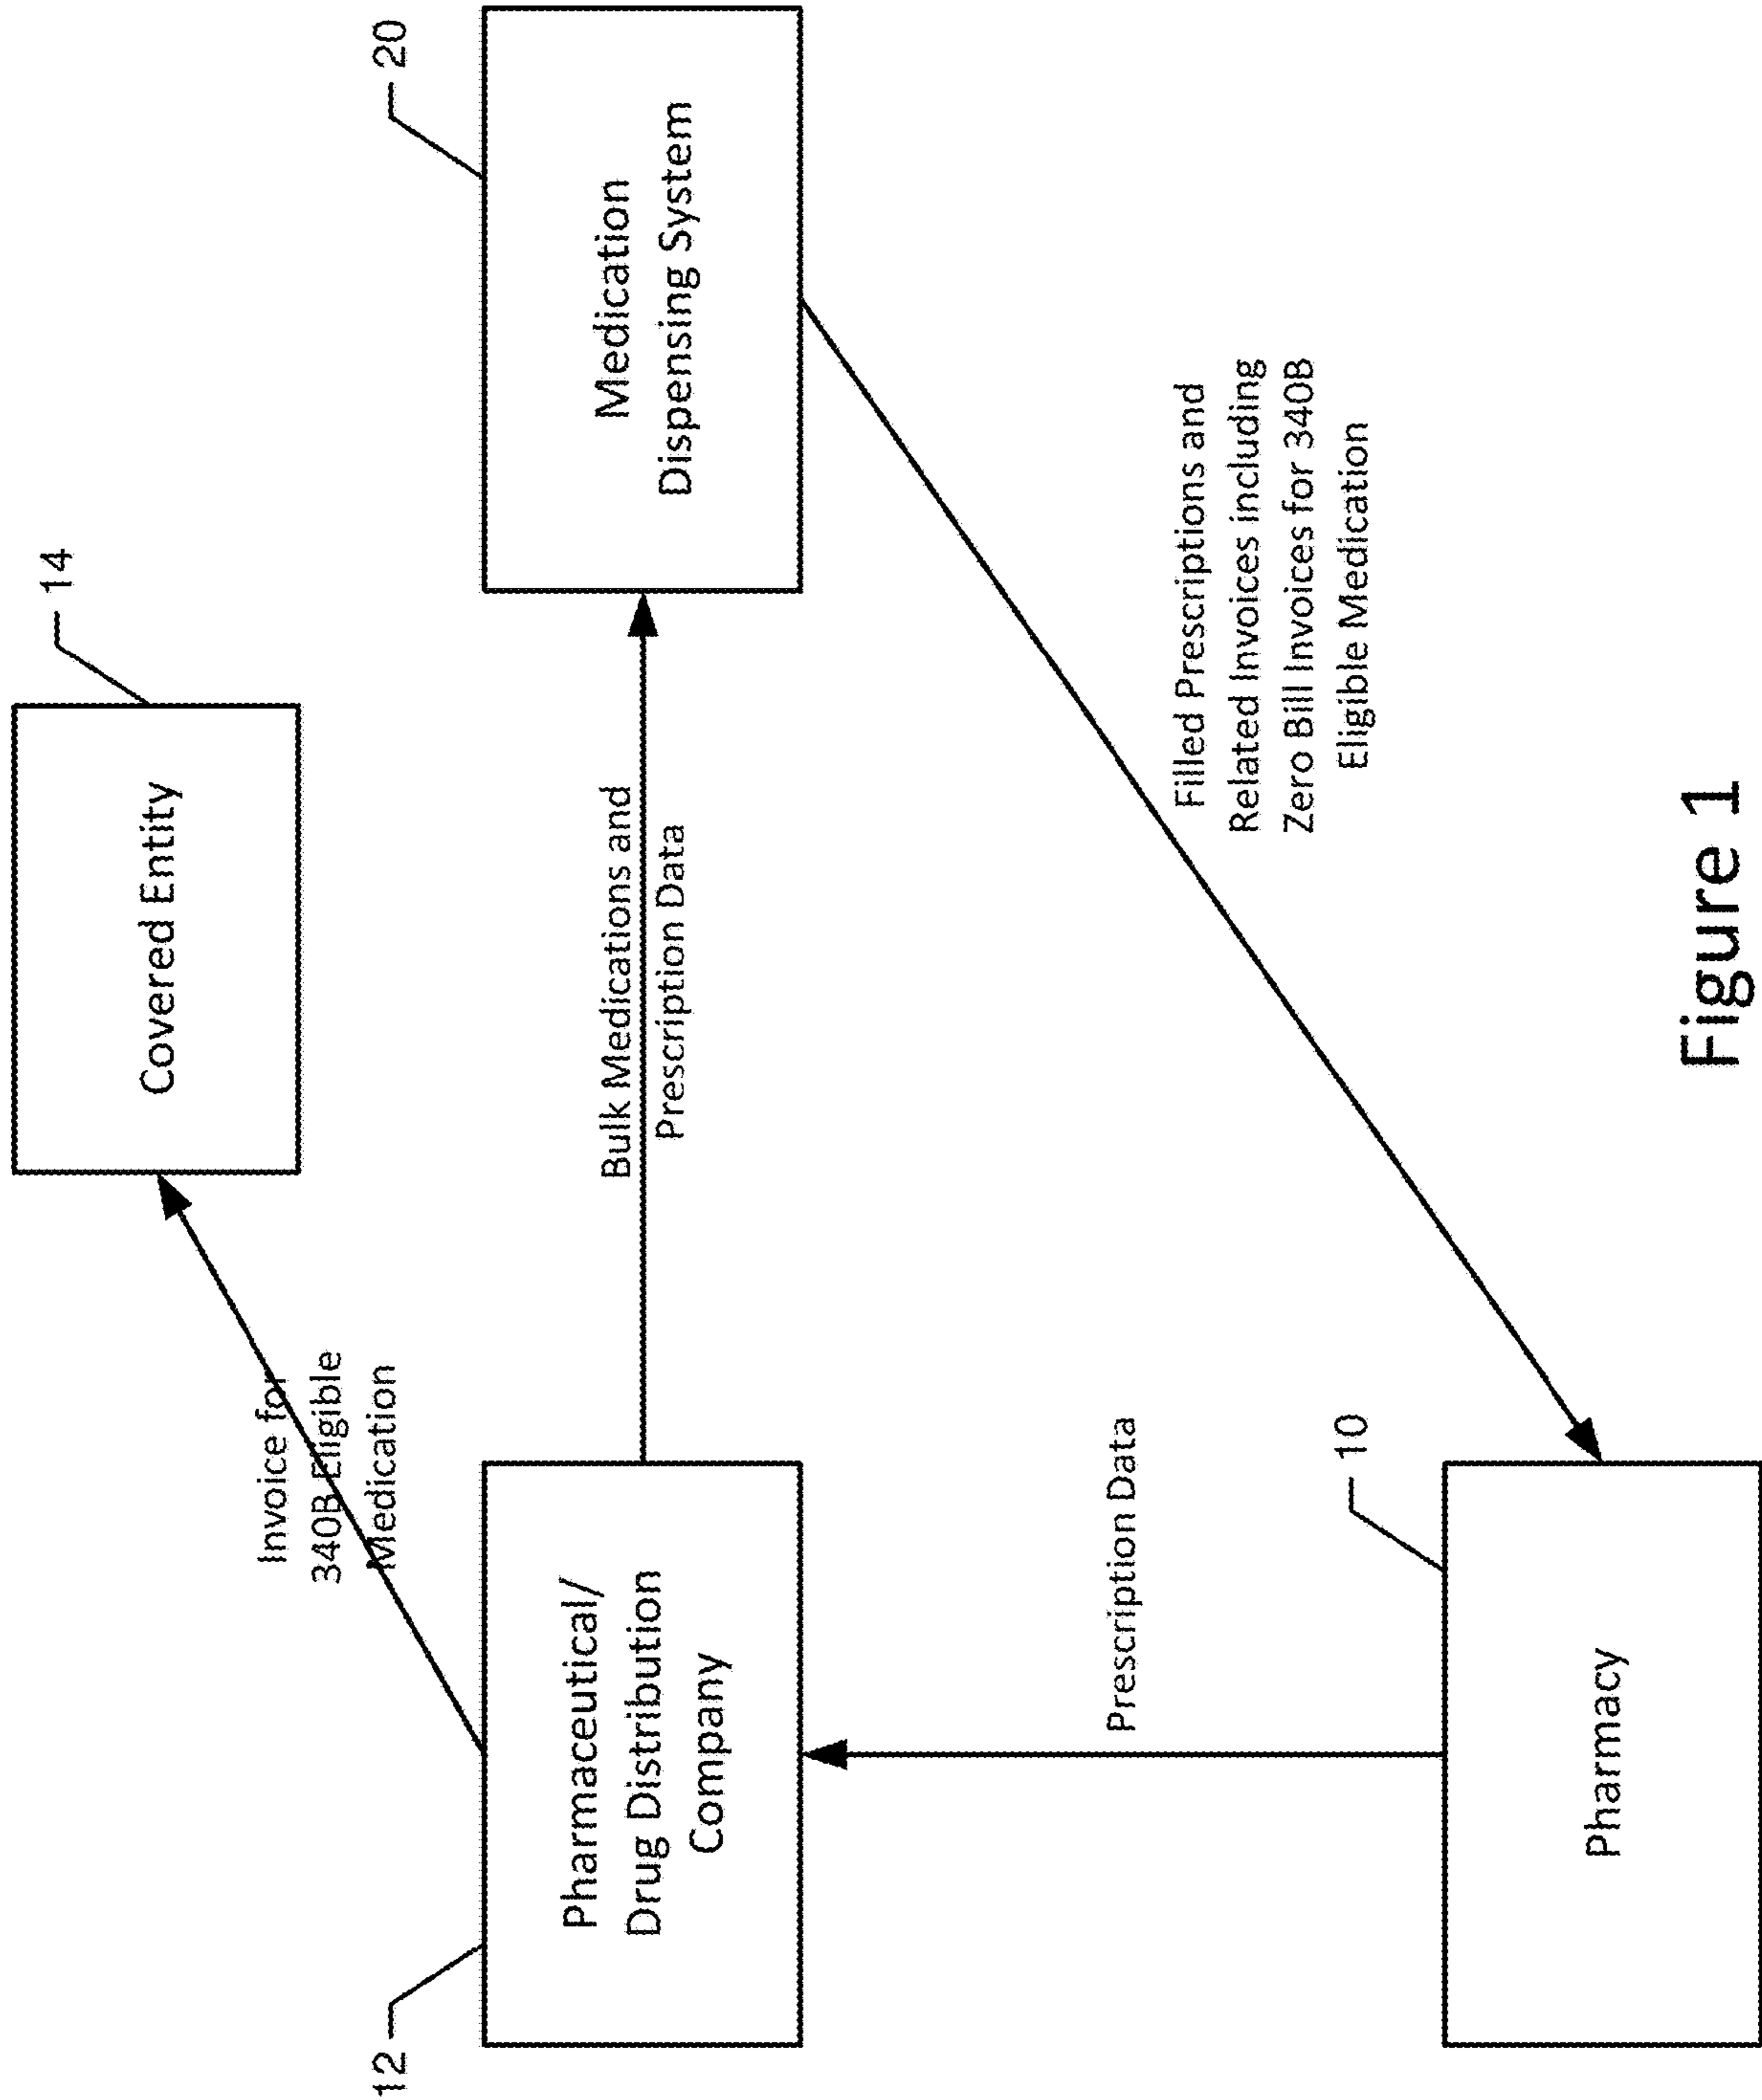 14
Covered Entity
Invoice for
340B Eligible
Medication
12
20
Pharmaceutical/
Drug Distribution
Company
Bulk Medications and
Prescription Data
Medication
Dispensing System
Prescription Data
Filled Prescriptions and
Related Invoices including
Zero Bill Invoices for 340B
Eligible Medication
10
Pharmacy
Figure 1